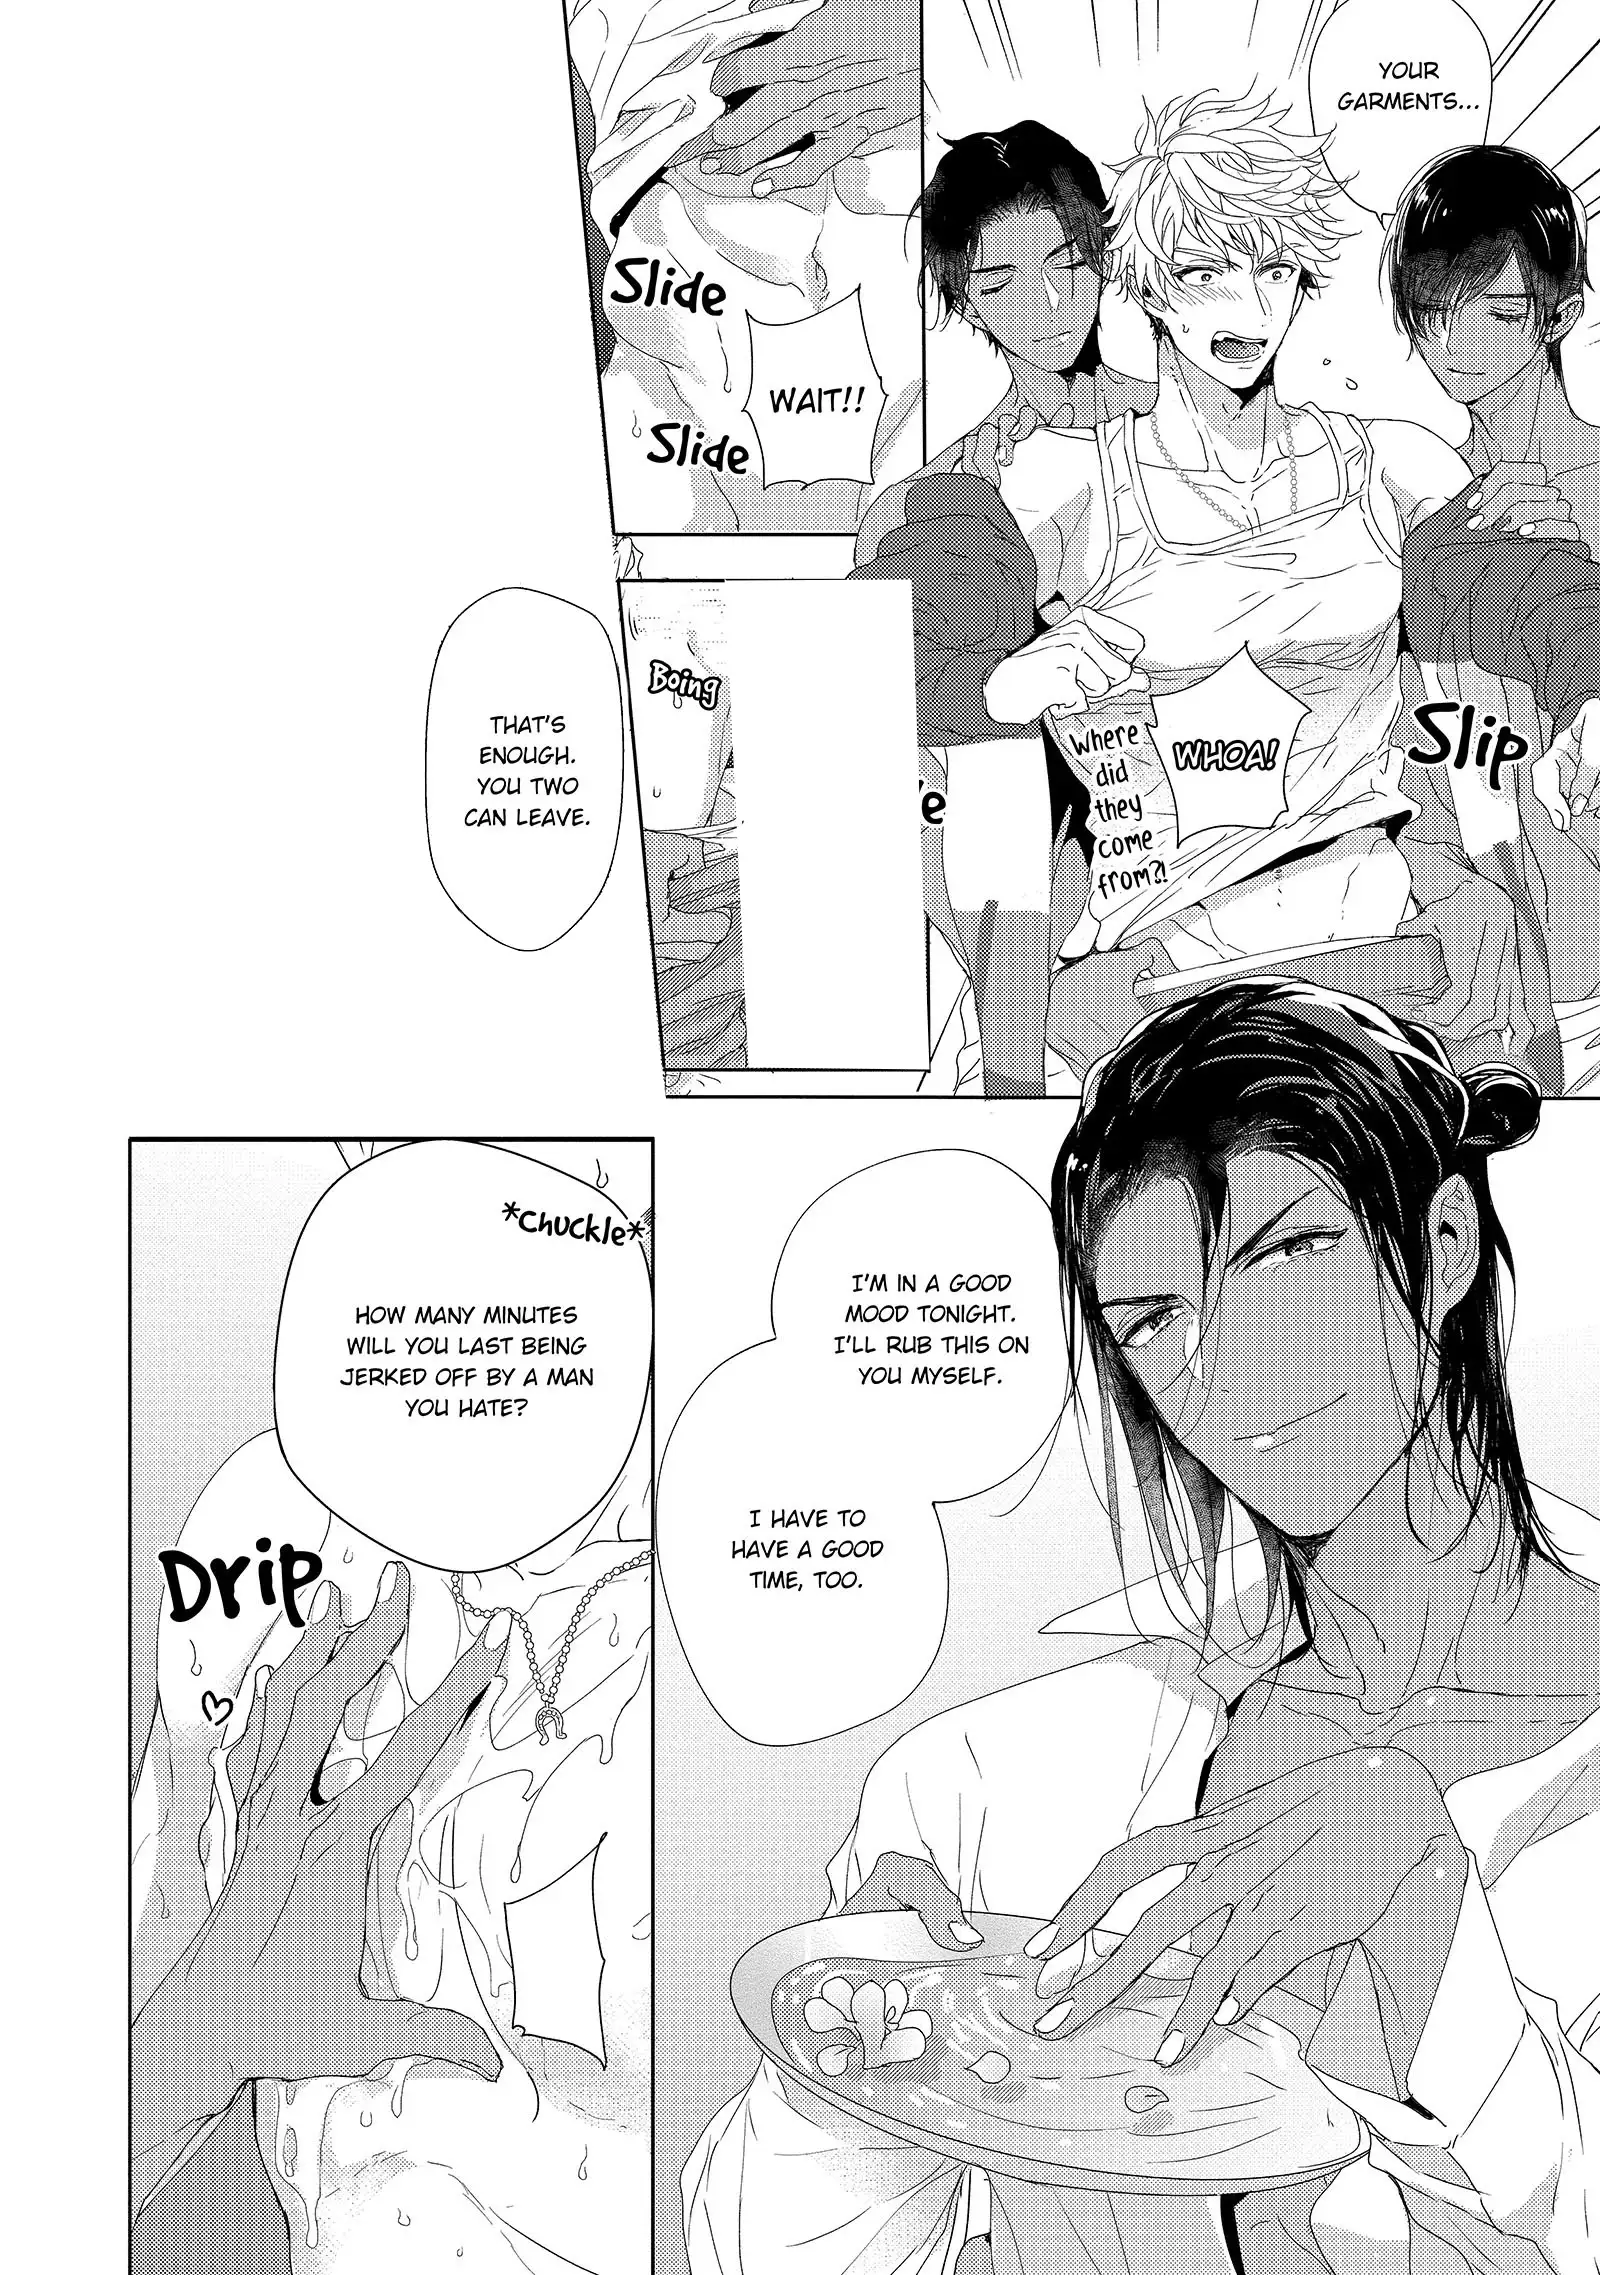 YOUR
GARMENTS...
WHOA!
Where
did
they
come
from?!
Slip
WAIT!!
Slide
Slide
Boing
THAT'S
ENOUGH.
YOU TWO
CAN LEAVE.
I'M IN A GOOD
MOOD TONIGHT.
I'LL RUB THIS ON
YOU MYSELF.
I HAVE TO
HAVE A GOOD
TIME, TOO.
*Chuckle*
HOW MANY MINUTES
WILL YOU LAST BEING
JERKED OFF BY A MAN
YOU HATE?
Drip